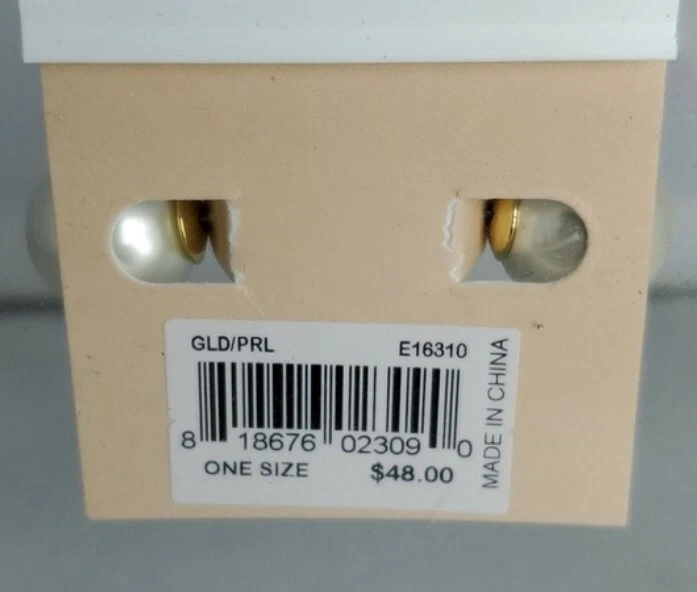 GLD/PRL E16310
8 18676 02309 0
ONE SIZE $48.00
MADE IN CHINA